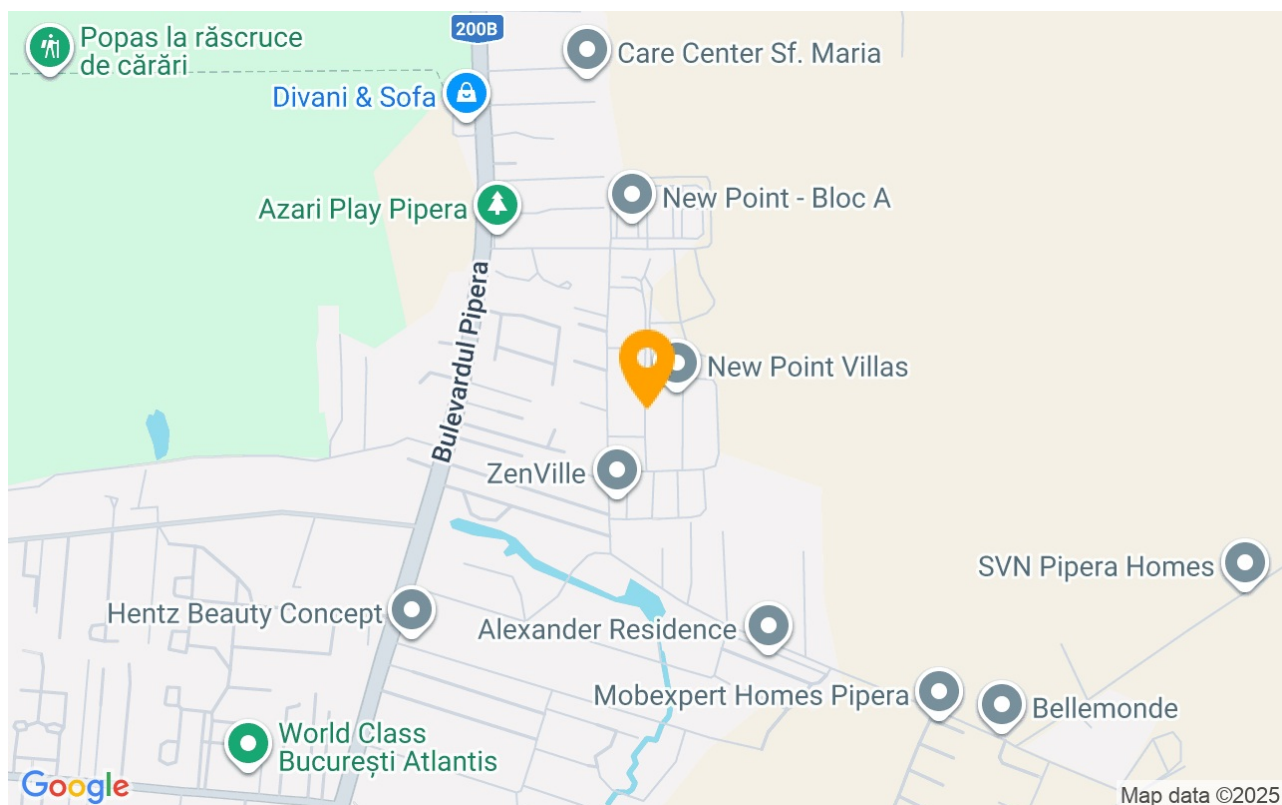 200B
Popas la răscruce
de cărări
Care Center Sf. Maria
Divani & Sofa
New Point - Bloc A
Azari Play Pipera
Bulevardul Pipera
New Point Villas
ZenVille
SVN Pipera Homes
Hentz Beauty Concept
Alexander Residence
Mobexpert Homes Pipera
Bellemonde
World Class
București Atlantis
Google
Map data ©2025